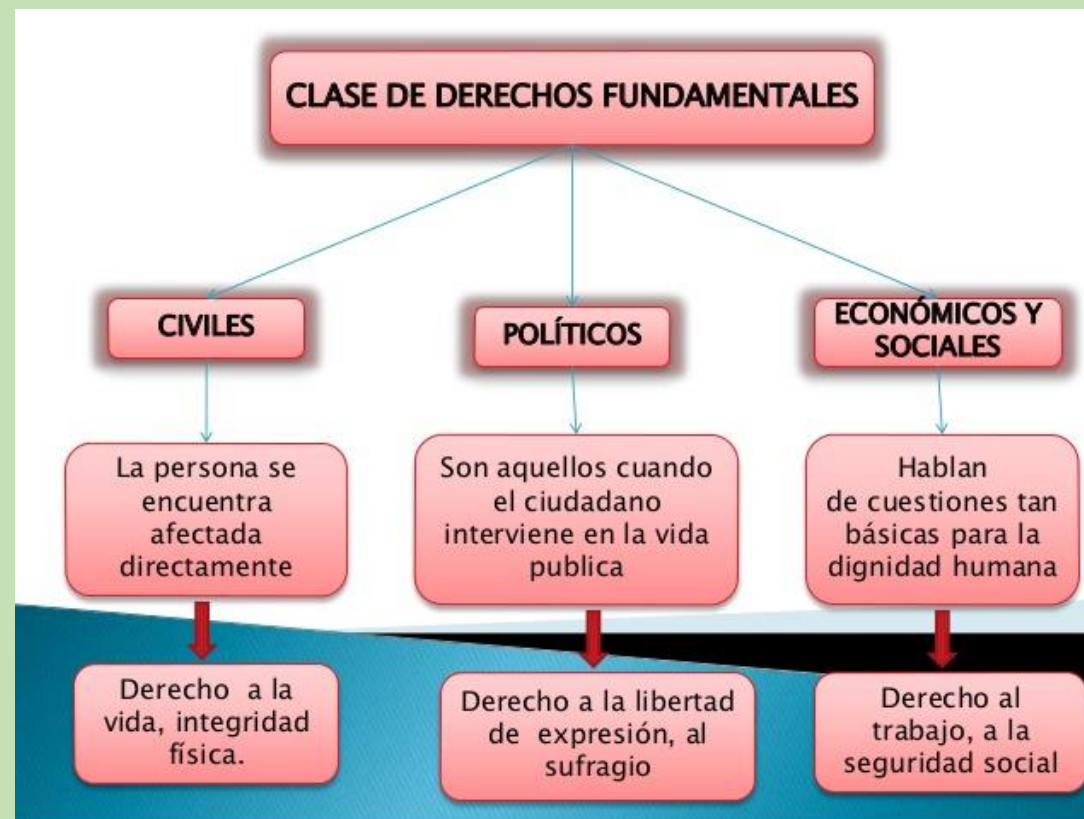 CLASE DE DERECHOS FUNDAMENTALES
CIVILES
La persona se
encuentra
afectada
directamente
Derecho a la
vida, integridad
física.
POLÍTICOS
Son aquellos cuando
el ciudadano
interviene en la vida
publica
Derecho a la libertad
de expresión, al
sufragio
ECONÓMICOS Y
SOCIALES
Hablan
de cuestiones tan
básicas para la
dignidad humana
Derecho al
trabajo, a la
seguridad social